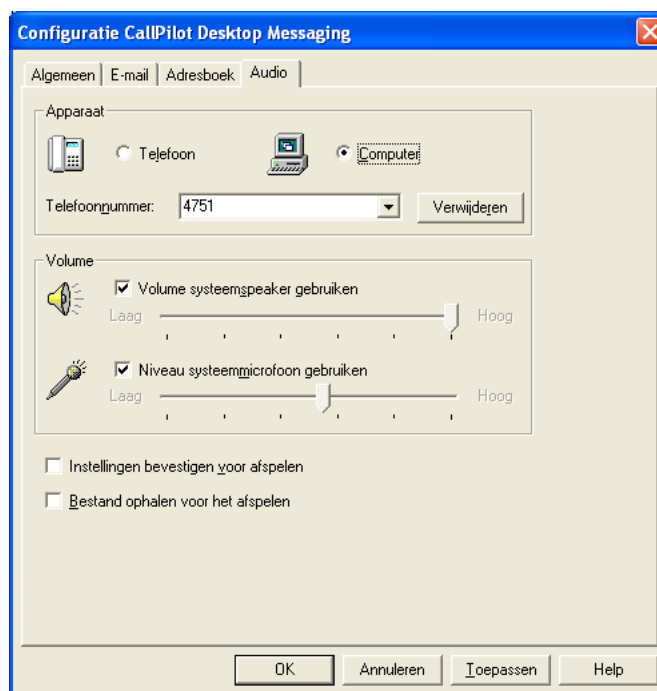 Configuratie CallPilot Desktop Messaging
Algemeen E-mail Adresboek Audio
Apparaat
Telefoon Computer
Telefoonnummer: 4751 Verwijderen
Volume
Volume systeemspeaker gebruiken
Laag Hoog
Niveau systeemmicrofoon gebruiken
Laag Hoog
Instellingen bevestigen voor afspelen
Bestand ophalen voor het afspelen
OK Annuleren Toepassen Help